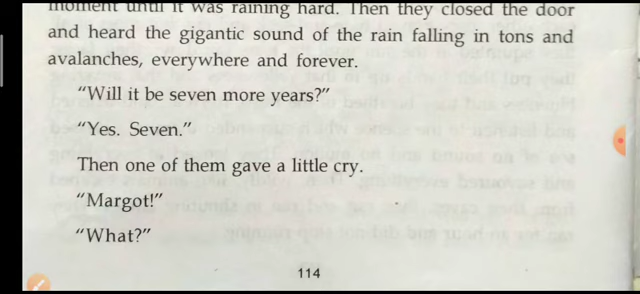 moment until it was raining hard. Then they closed the door
and heard the gigantic sound of the rain falling in tons and
avalanches, everywhere and forever.
“Will it be seven more years?”
“Yes. Seven.”
Then one of them gave a little cry.
“Margot!”
“What?”
114